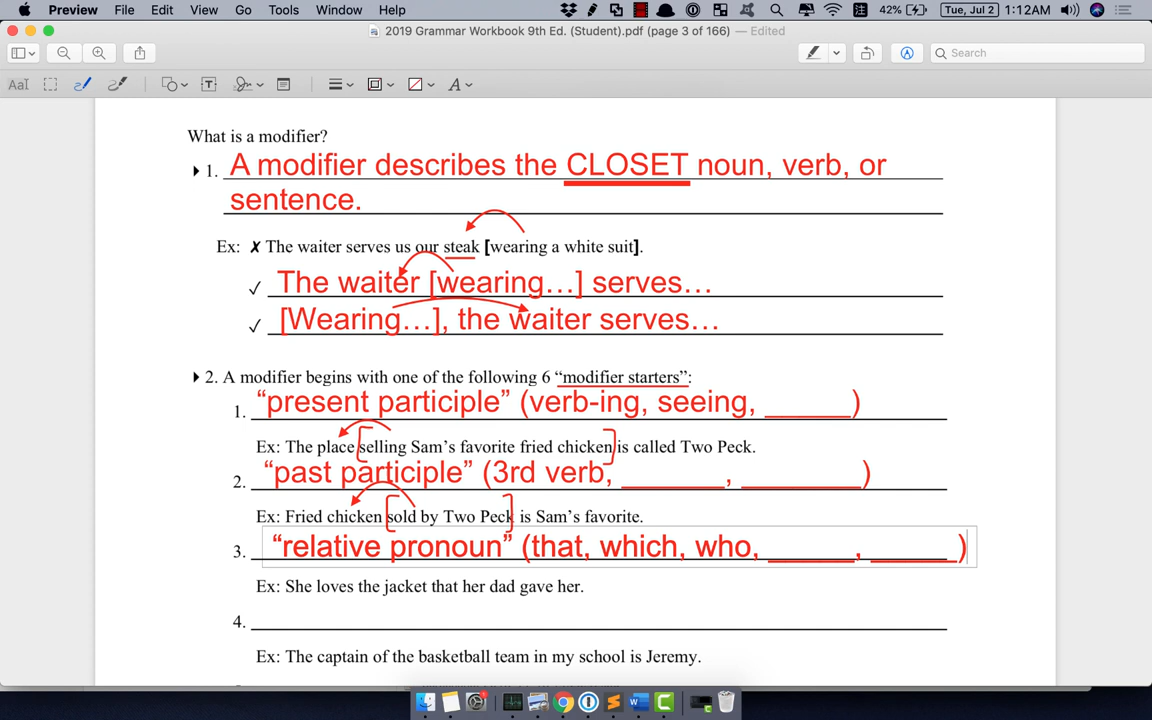 Preview File Edit View Go Tools Window Help 42% Tue, Jul 2 1:12AM
2019 Grammar Workbook 9th Ed. (Student).pdf (page 3 of 166) — Edited
Search
AaI T A
What is a modifier?
1. A modifier describes the CLOSET noun, verb, or
sentence.
Ex: ✗ The waiter serves us our steak [wearing a white suit].
✓ The waiter [wearing…] serves…
✓ [Wearing…], the waiter serves…
2. A modifier begins with one of the following 6 “modifier starters”:
1. “present participle” (verb-ing, seeing, _____)
Ex: The place [selling Sam’s favorite fried chicken] is called Two Peck.
2. “past participle” (3rd verb, ______, _______)
Ex: Fried chicken [sold by Two Peck] is Sam’s favorite.
3. “relative pronoun” (that, which, who, _____, _____)
Ex: She loves the jacket that her dad gave her.
4.
Ex: The captain of the basketball team in my school is Jeremy.